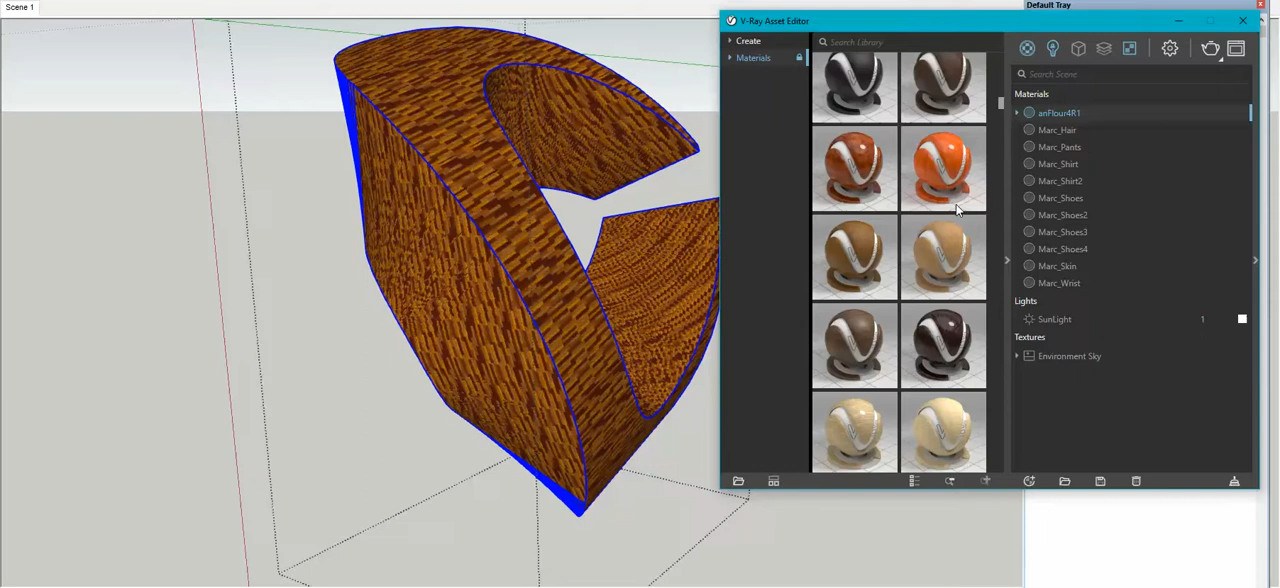 Scene 1
Default Tray
V-Ray Asset Editor
Create
Materials
Search Library
Search Scene
Materials
anFlour4R1
Marc_Hair
Marc_Pants
Marc_Shirt
Marc_Shirt2
Marc_Shoes
Marc_Shoes2
Marc_Shoes3
Marc_Shoes4
Marc_Skin
Marc_Wrist
Lights
SunLight 1
Textures
Environment Sky